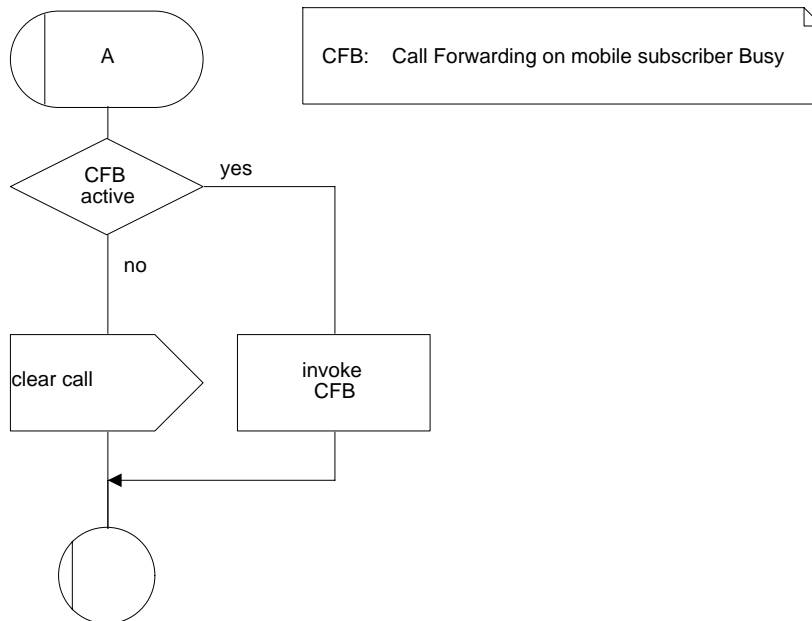 A
CFB: Call Forwarding on mobile subscriber Busy
CFB
active
yes
no
clear call
invoke
CFB